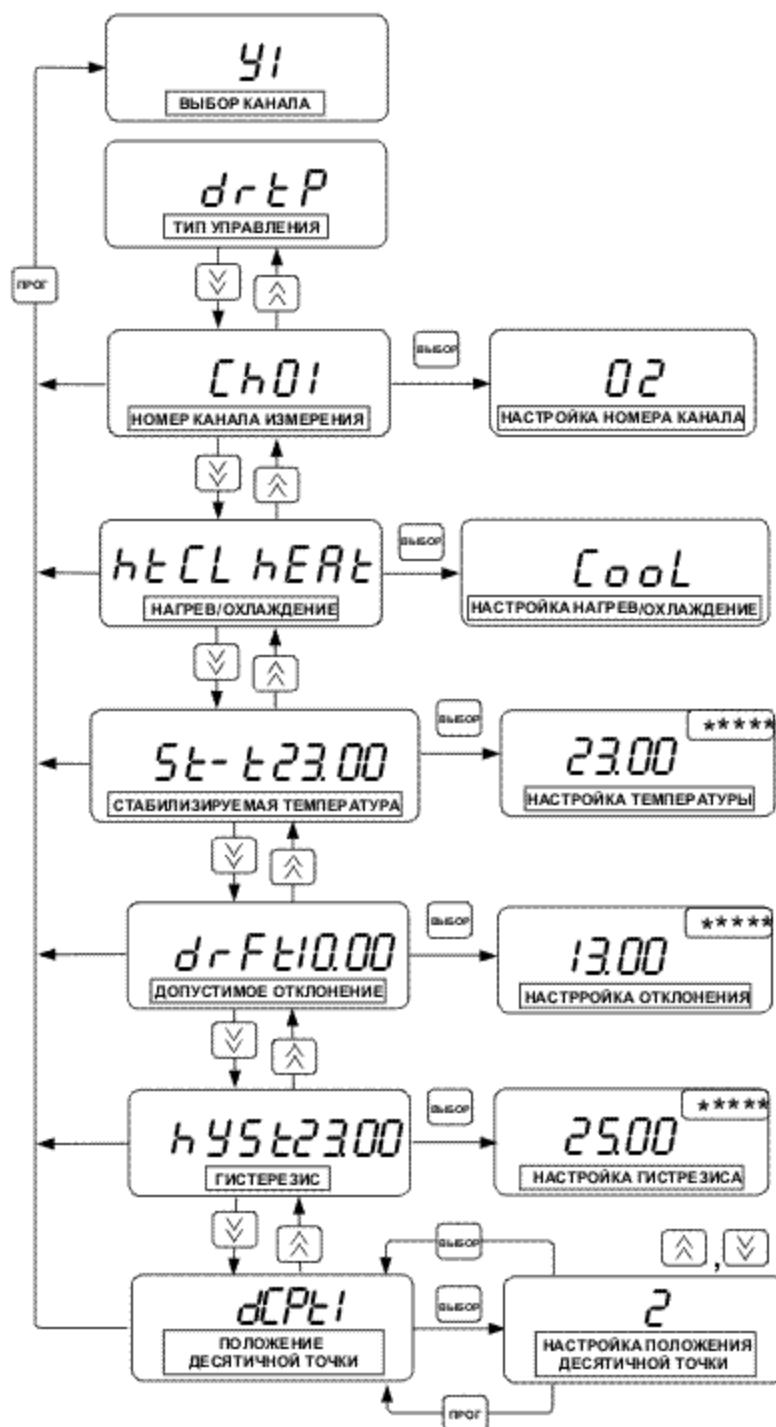 У1
ВЫБОР КАНАЛА
drtP
ТИП УПРАВЛЕНИЯ
ПРОГ
Ch01
НОМЕР КАНАЛА ИЗМЕРЕНИЯ
ВЫБОР
02
НАСТРОЙКА НОМЕРА КАНАЛА
htCL hEAt
НАГРЕВ/ОХЛАЖДЕНИЕ
ВЫБОР
CooL
НАСТРОЙКА НАГРЕВ/ОХЛАЖДЕНИЕ
St-t23.00
СТАБИЛИЗИРУЕМАЯ ТЕМПЕРАТУРА
ВЫБОР
*****
23.00
НАСТРОЙКА ТЕМПЕРАТУРЫ
drFt10.00
ДОПУСТИМОЕ ОТКЛОНЕНИЕ
ВЫБОР
*****
13.00
НАСТРРОЙКА ОТКЛОНЕНИЯ
hYSt23.00
ГИСТЕРЕЗИС
ВЫБОР
*****
25.00
НАСТРОЙКА ГИСТРЕЗИСА
ВЫБОР
,
dCPt1
ПОЛОЖЕНИЕ
ДЕСЯТИЧНОЙ ТОЧКИ
ВЫБОР
2
НАСТРОЙКА ПОЛОЖЕНИЯ
ДЕСЯТИЧНОЙ ТОЧКИ
ПРОГ